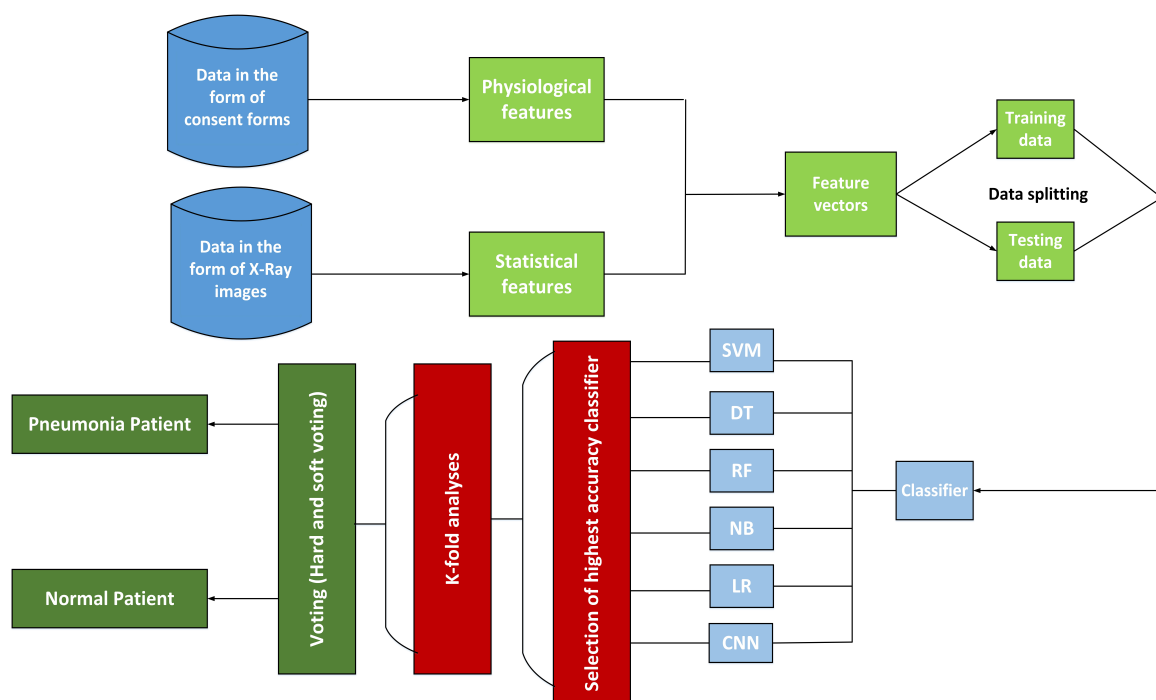 Data in the
form of
consent forms
Physiological
features
Training
data
Feature
vectors
Data splitting
Data in the
form of X-Ray
images
Statistical
features
Testing
data
Pneumonia Patient
Normal Patient
Voting (Hard and soft voting)
K-fold analyses
Selection of highest accuracy classifier
SVM
DT
RF
NB
LR
CNN
Classifier